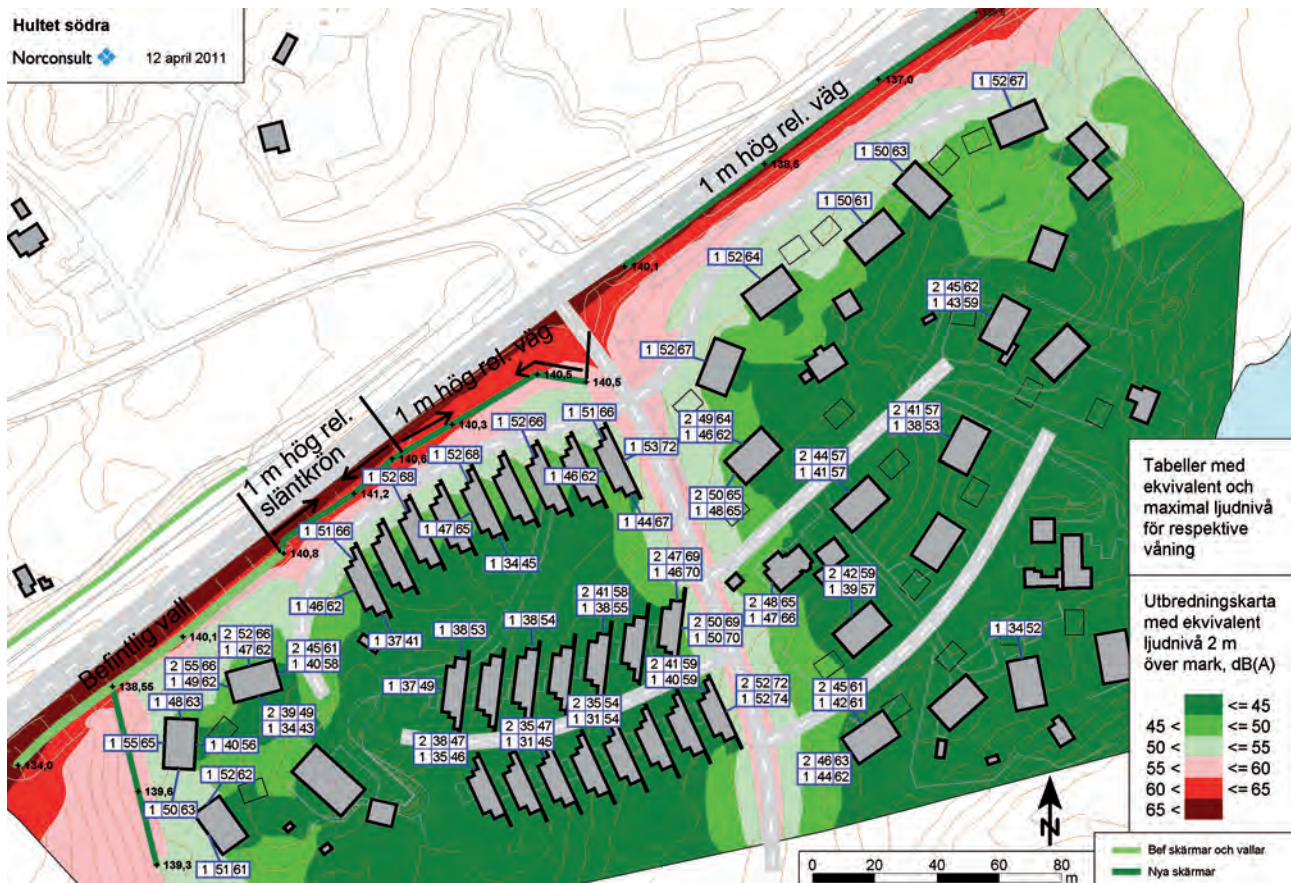 Hultet södra
Norconsult 12 april 2011
137,0
1 52 67
1 m hög rel. väg
138,5
1 50 63
1 50 61
140,1
1 52 64
2 45 62
1 43 59
1 m hög rel. väg
140,5
140,5
1 52 67
140,3
1 m hög rel.
släntkrön
140,6
141,2
140,8
1 52 66
1 51 66
1 53 72
1 52 68
1 52 68
1 46 62
1 51 66
1 47 65
1 44 67
1 34 45
2 49 64
1 46 62
2 41 57
1 38 53
2 44 57
1 41 57
2 50 65
1 48 65
2 47 69
1 46 70
1 46 62
1 37 41
2 41 58
1 38 55
1 38 53
1 38 54
2 50 69
1 50 70
2 48 65
1 47 66
2 42 59
1 39 57
1 34 52
Befintlig vall
140,1
138,55
134,0
139,6
139,3
2 52 66
1 47 62
2 45 61
1 40 58
2 55 66
1 49 62
1 48 63
1 37 49
2 41 59
1 40 59
2 52 72
1 52 74
2 45 61
1 42 61
2 39 49
1 34 43
2 35 54
1 31 54
2 35 47
1 31 45
2 38 47
1 35 46
1 55 65
1 40 56
1 52 62
2 46 63
1 44 62
1 50 63
1 51 61
Tabeller med
ekvivalent och
maximal ljudnivå
för respektive
våning
Utbredningskarta
med ekvivalent
ljudnivå 2 m
över mark, dB(A)
<= 45
45 < <= 50
50 < <= 55
55 < <= 60
60 < <= 65
65 <
N
0 20 40 60 80
m
Bef skärmar och vallar
Nya skärmar